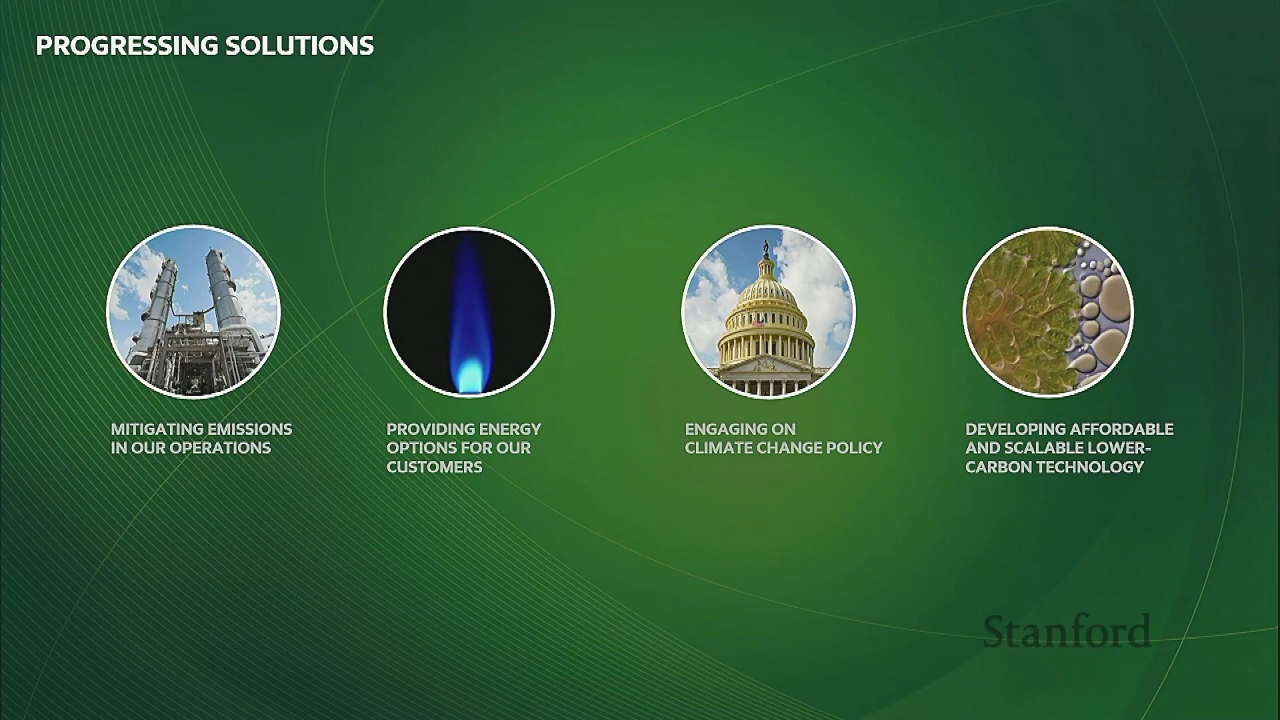 PROGRESSING SOLUTIONS
MITIGATING EMISSIONS
IN OUR OPERATIONS
PROVIDING ENERGY
OPTIONS FOR OUR
CUSTOMERS
ENGAGING ON
CLIMATE CHANGE POLICY
DEVELOPING AFFORDABLE
AND SCALABLE LOWER-
CARBON TECHNOLOGY
Stanford